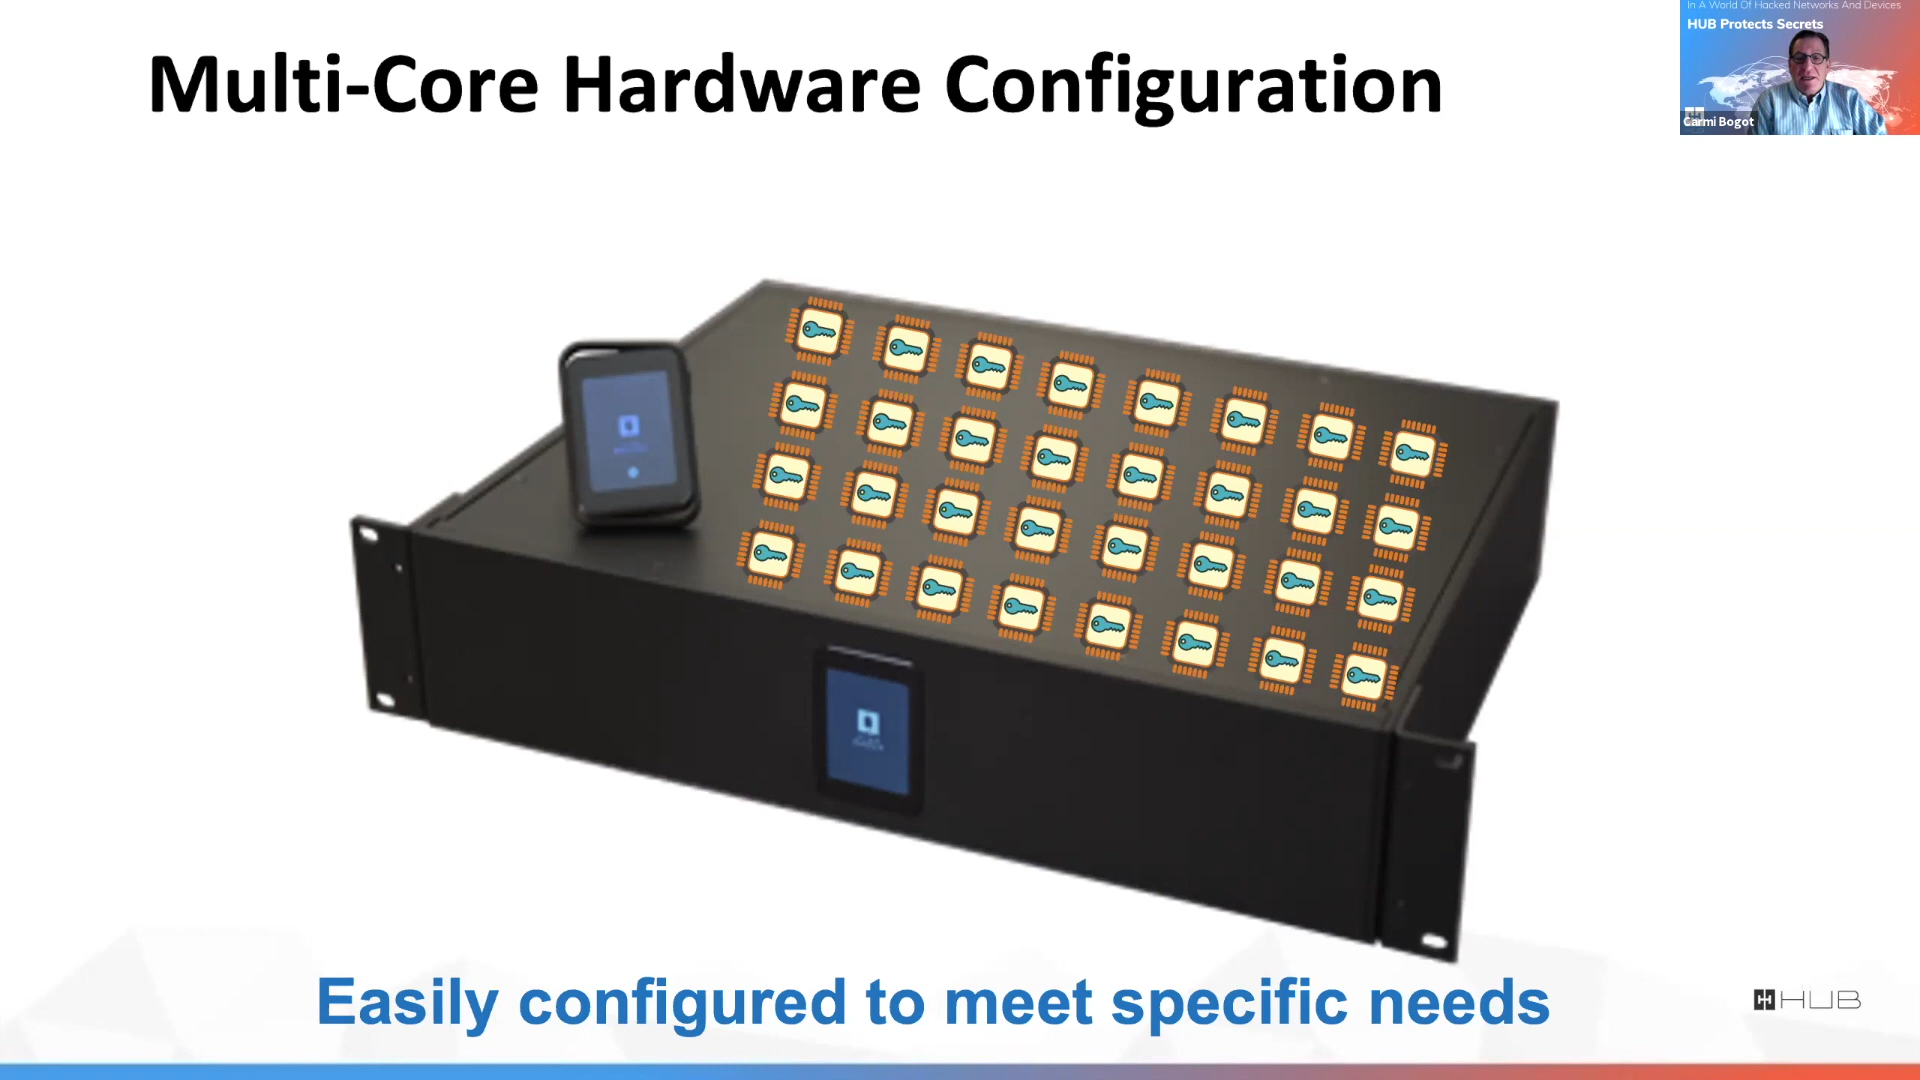 In A World Of Hacked Networks And Devices
HUB Protects Secrets
Carmi Bogot
Multi-Core Hardware Configuration
Easily configured to meet specific needs
HUB